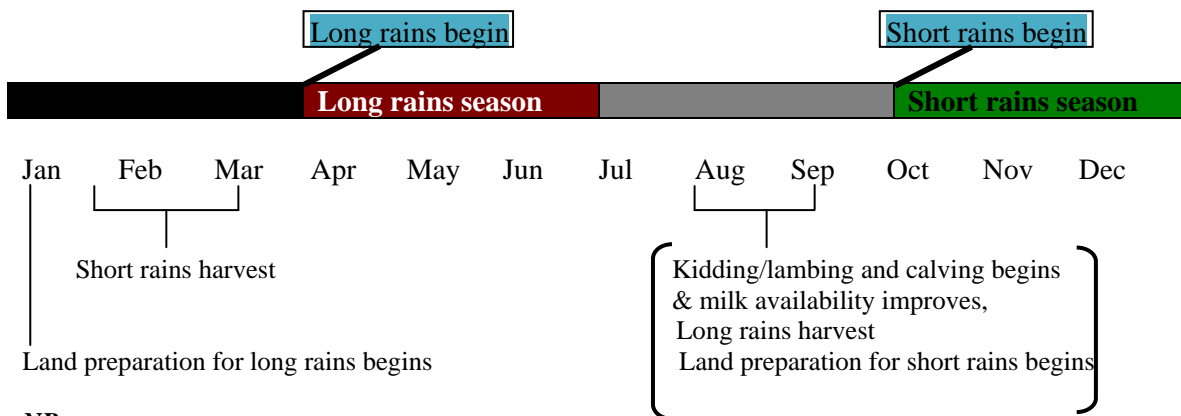 Long rains begin
Short rains begin
Long rains season
Short rains season
Jan Feb Mar Apr May Jun Jul Aug Sep Oct Nov Dec
Short rains harvest
Kidding/lambing and calving begins
& milk availability improves,
Long rains harvest
Land preparation for short rains begins
Land preparation for long rains begins